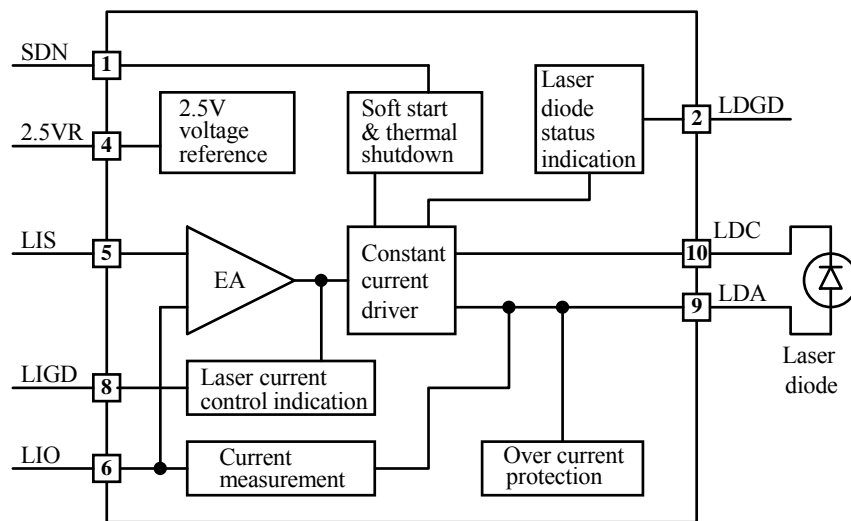 SDN
1
2.5VR
4
2.5V
voltage
reference
Soft start
& thermal
shutdown
Laser
diode
status
indication
2
LDGD
LIS
5
EA
Constant
current
driver
LDC
10
LDA
9
Laser
diode
LIGD
8
Laser current
control indication
LIO
6
Current
measurement
Over current
protection